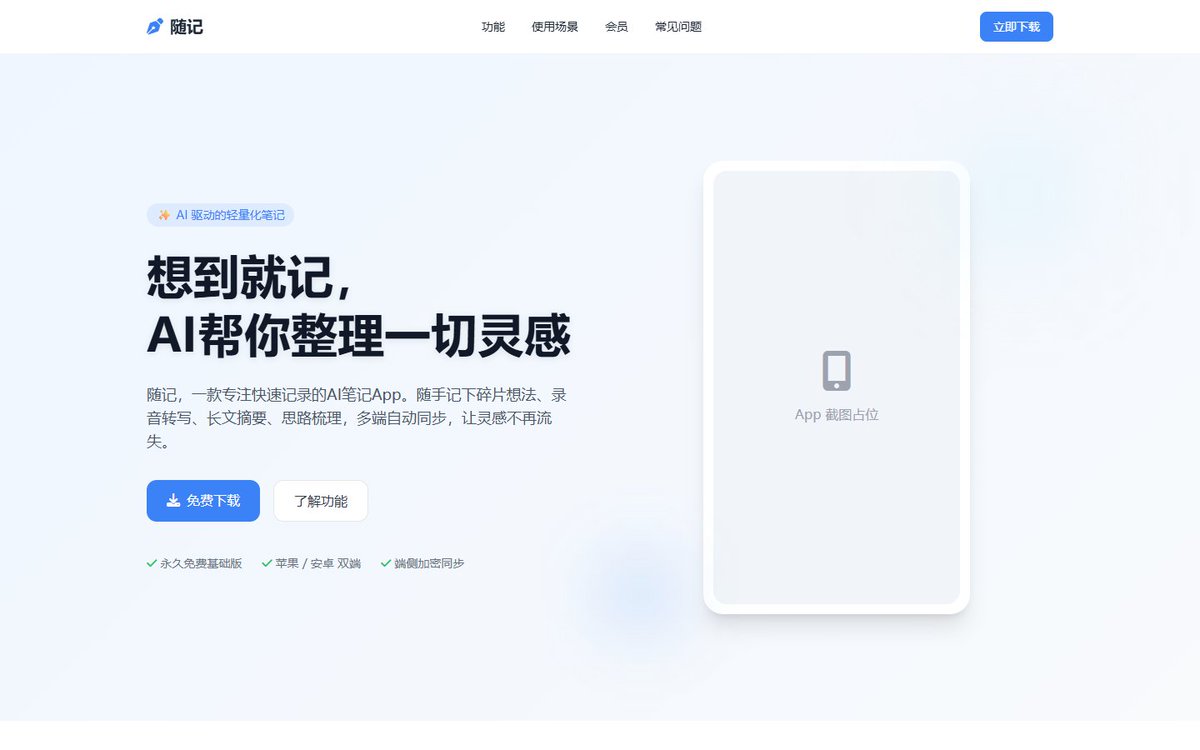 随记
功能
使用场景
会员
常见问题
立即下载
AI 驱动的轻量化笔记
想到就记，
AI帮你整理一切灵感
随记，一款专注快速记录的AI笔记App。随手记下碎片想法、录
音转写、长文摘要、思路梳理，多端自动同步，让灵感不再流
失。
免费下载
了解功能
永久免费基础版
苹果 / 安卓 双端
端侧加密同步
App 截图占位